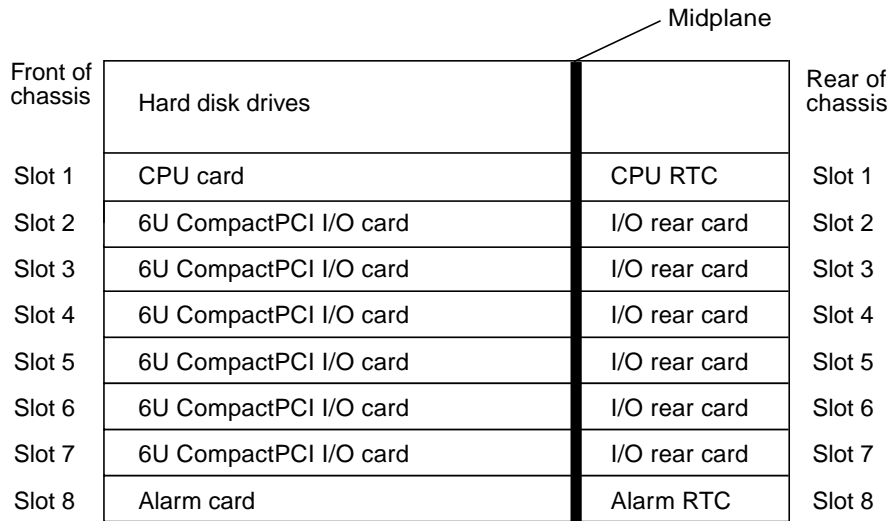 Midplane
Front of
chassis
Hard disk drives
Rear of
chassis
Slot 1 CPU card CPU RTC Slot 1
Slot 2 6U CompactPCI I/O card I/O rear card Slot 2
Slot 3 6U CompactPCI I/O card I/O rear card Slot 3
Slot 4 6U CompactPCI I/O card I/O rear card Slot 4
Slot 5 6U CompactPCI I/O card I/O rear card Slot 5
Slot 6 6U CompactPCI I/O card I/O rear card Slot 6
Slot 7 6U CompactPCI I/O card I/O rear card Slot 7
Slot 8 Alarm card Alarm RTC Slot 8